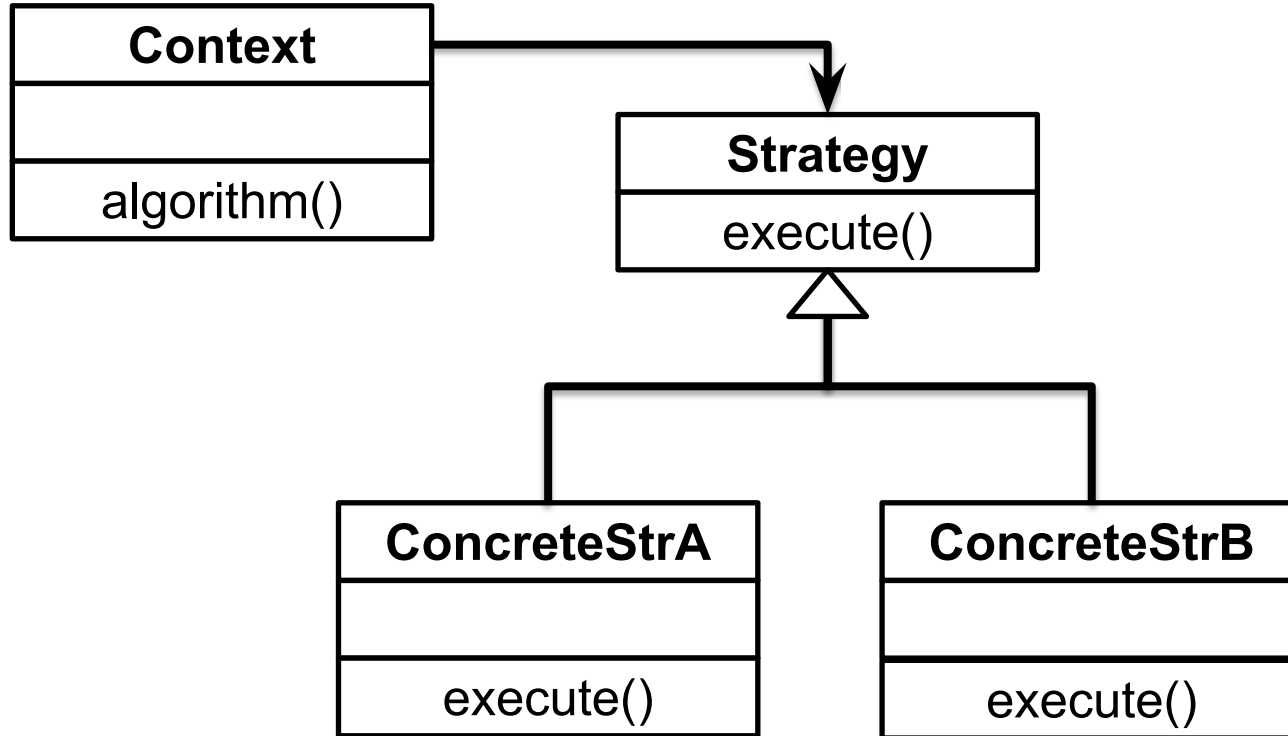 Context
algorithm()
Strategy
execute()
ConcreteStrA
execute()
ConcreteStrB
execute()